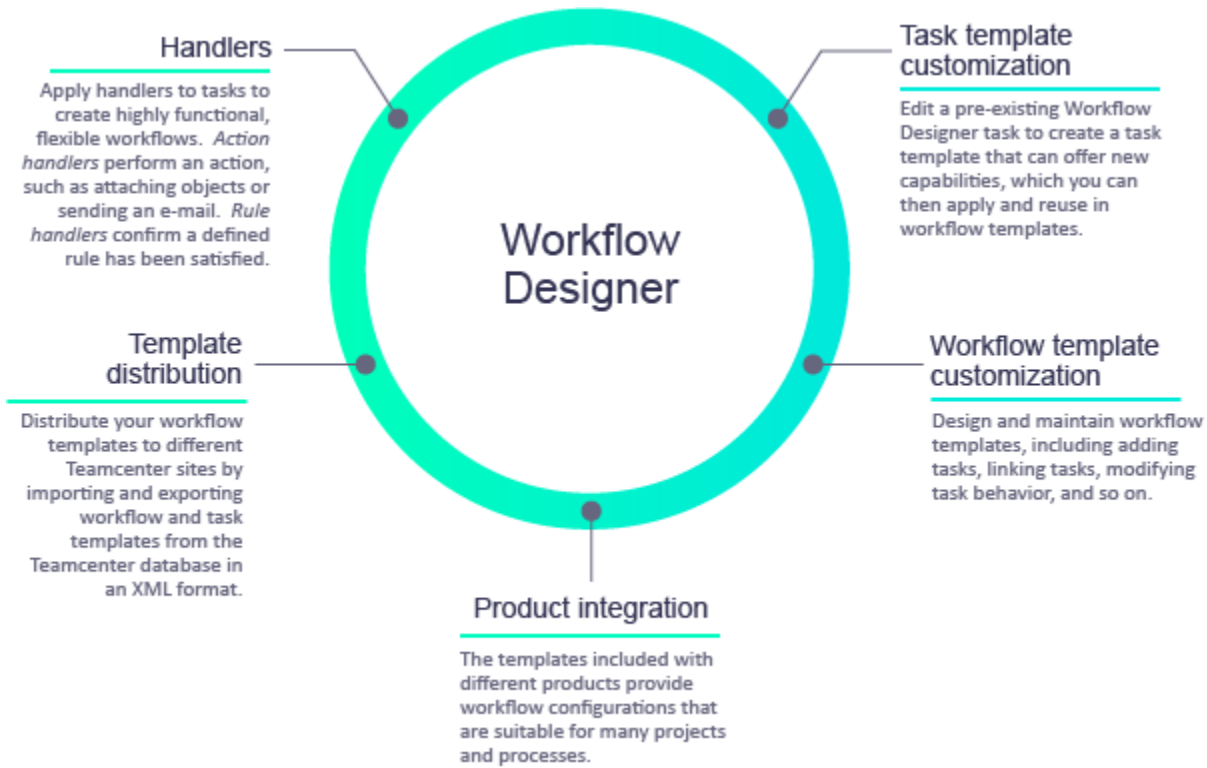 Handlers
Apply handlers to tasks to
create highly functional,
flexible workflows. Action
handlers perform an action,
such as attaching objects or
sending an e-mail. Rule
handlers confirm a defined
rule has been satisfied.
Task template
customization
Edit a pre-existing Workflow
Designer task to create a task
template that can offer new
capabilities, which you can
then apply and reuse in
workflow templates.
Workflow
Designer
Template
distribution
Distribute your workflow
templates to different
Teamcenter sites by
importing and exporting
workflow and task
templates from the
Teamcenter database in
an XML format.
Workflow template
customization
Design and maintain workflow
templates, including adding
tasks, linking tasks, modifying
task behavior, and so on.
Product integration
The templates included with
different products provide
workflow configurations that
are suitable for many projects
and processes.